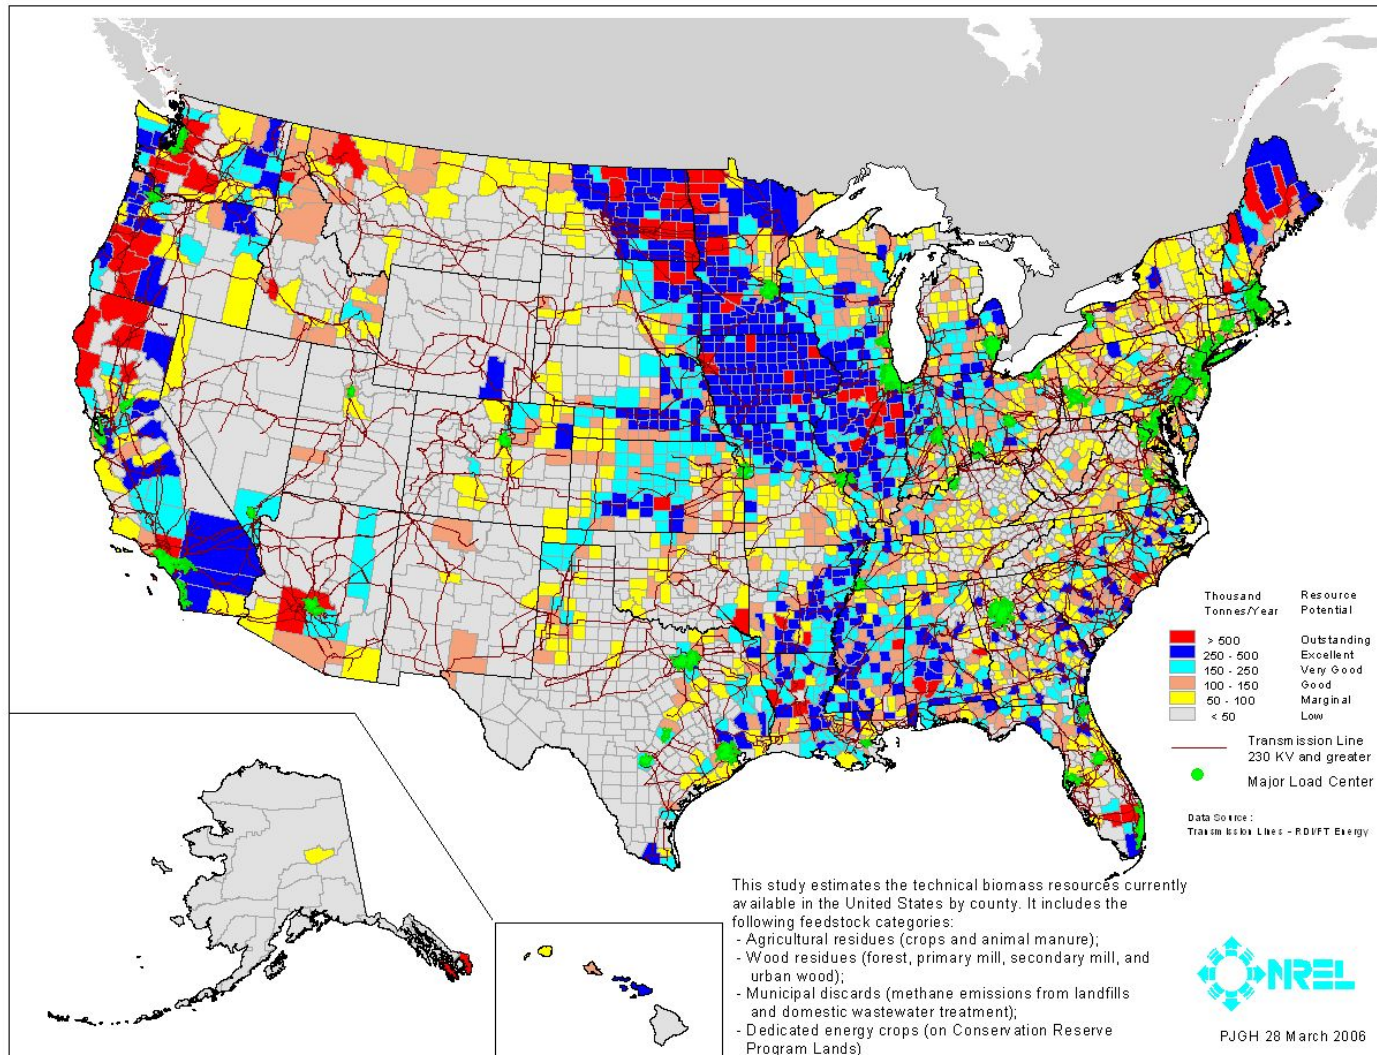 Thousand Resource
Tonnes/Year Potential
> 500 Outstanding
250 - 500 Excellent
150 - 250 Very Good
100 - 150 Good
50 - 100 Marginal
< 50 Low
Transmission Line
230 KV and greater
Major Load Center
Data Source :
Transmission Lines - RDI/FT Energy
This study estimates the technical biomass resources currently
available in the United States by county. It includes the
following feedstock categories:
- Agricultural residues (crops and animal manure);
- Wood residues (forest, primary mill, secondary mill, and
urban wood);
- Municipal discards (methane emissions from landfills
and domestic wastewater treatment);
- Dedicated energy crops (on Conservation Reserve
Program Lands)
NREL
PJGH 28 March 2006